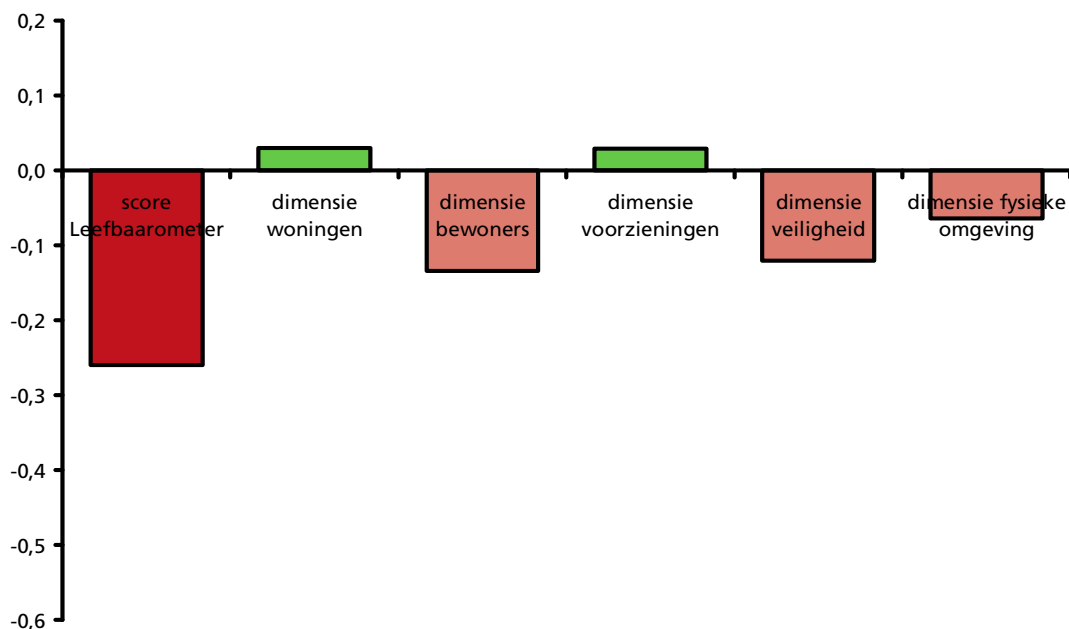 0,2
0,1
0,0
-0,1
-0,2
-0,3
-0,4
-0,5
-0,6
score
Leefbaarometer
dimensie
woningen
dimensie
bewoners
dimensie
voorzieningen
dimensie
veiligheid
dimensie fysieke
omgeving